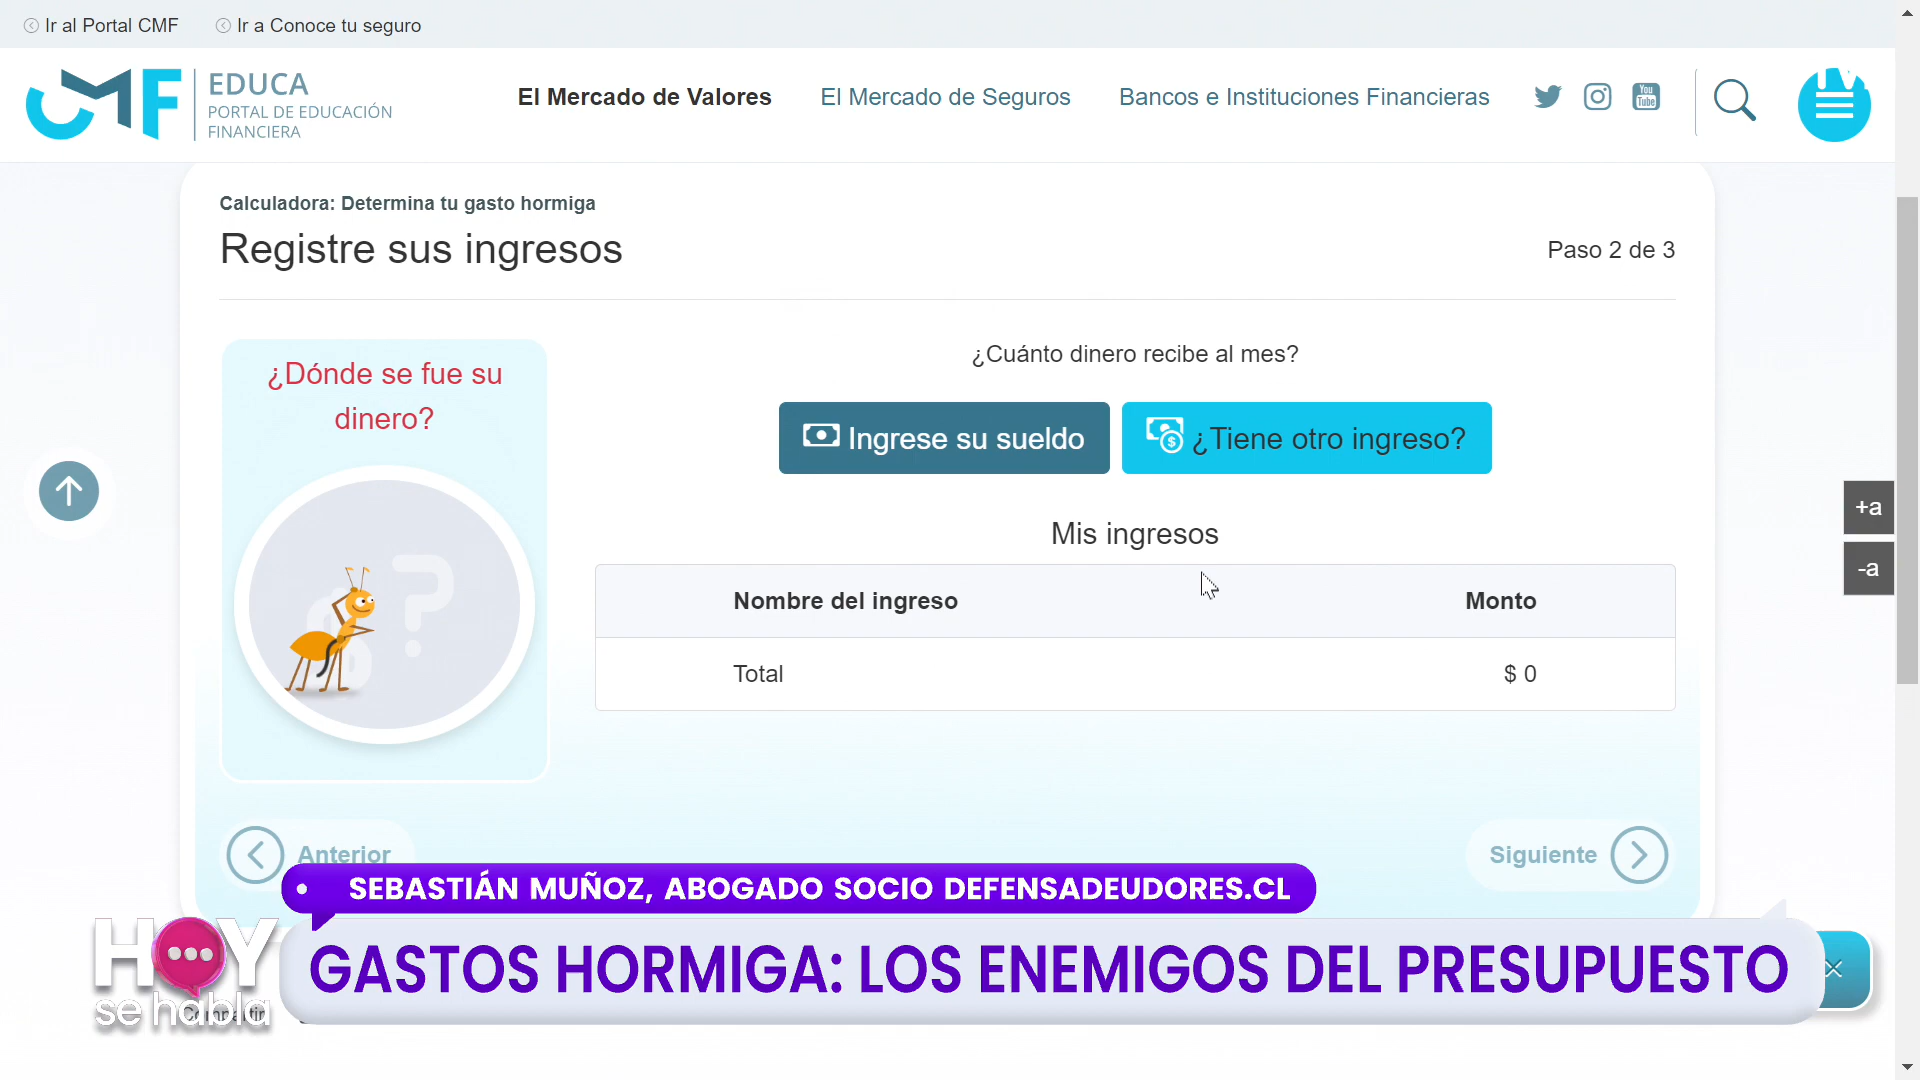 Ir al Portal CMF
Ir a Conoce tu seguro
CMF
EDUCA
PORTAL DE EDUCACIÓN
FINANCIERA
El Mercado de Valores
El Mercado de Seguros
Bancos e Instituciones Financieras
You
Tube
Calculadora: Determina tu gasto hormiga
Registre sus ingresos
Paso 2 de 3
¿Dónde se fue su
dinero?
?
¿Cuánto dinero recibe al mes?
Ingrese su sueldo
¿Tiene otro ingreso?
Mis ingresos
Nombre del ingreso
Monto
Total
$ 0
+a
-a
Anterior
Siguiente
SEBASTIÁN MUÑOZ, ABOGADO SOCIO DEFENSADEUDORES.CL
GASTOS HORMIGA: LOS ENEMIGOS DEL PRESUPUESTO
HOY
se habla